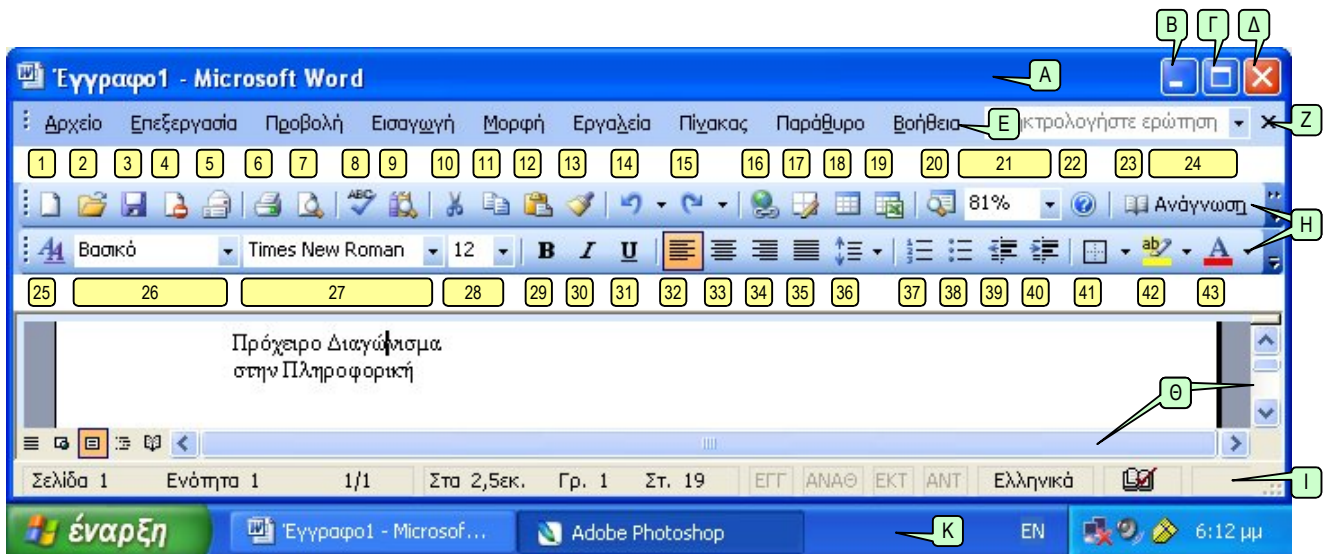 Β Γ Δ
Έγγραφο1 - Microsoft Word Α
Αρχείο Επεξεργασία Προβολή Εισαγωγή Μορφή Εργαλεία Πίνακας Παράθυρο Βοήθεια Ε κτρολογήστε ερώτηση Ζ
1 2 3 4 5 6 7 8 9 10 11 12 13 14 15 16 17 18 19 20 21 22 23 24
ABC 81% Ανάγνωση
Η
Βασικό Times New Roman 12 B I U ab A
25 26 27 28 29 30 31 32 33 34 35 36 37 38 39 40 41 42 43
Πρόχειρο Διαγώνισμα
στην Πληροφορική
Θ
Σελίδα 1 Ενότητα 1 1/1 Στα 2,5εκ. Γρ. 1 Στ. 19 ΕΓΓ ΑΝΑΘ ΕΚΤ ΑΝΤ Ελληνικά Ι
έναρξη Έγγραφο1 - Microsof... Adobe Photoshop Κ EN 6:12 μμ